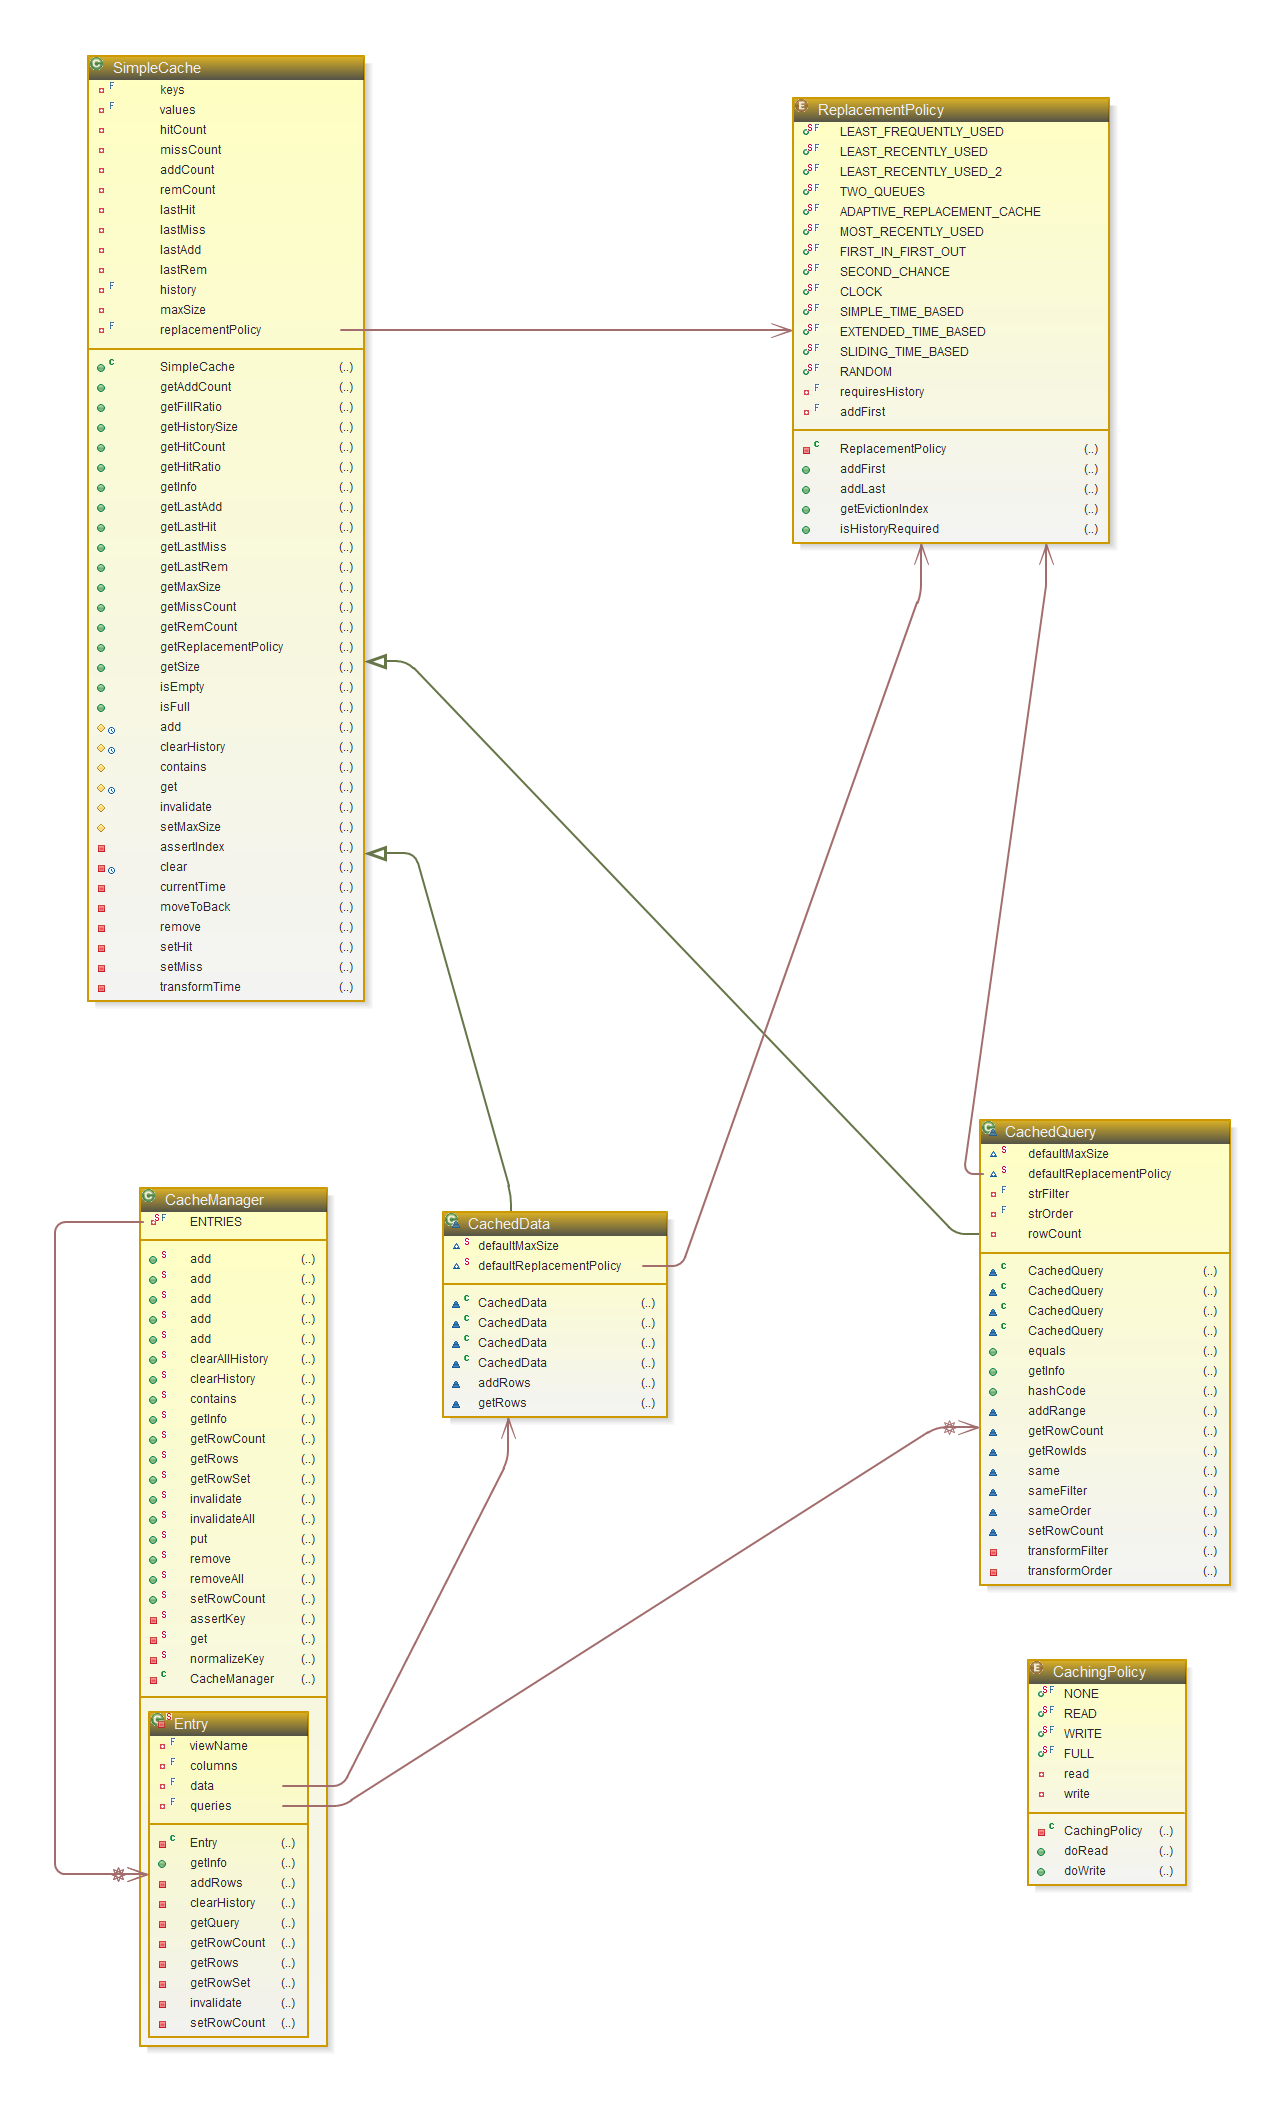 SimpleCache
keys
values
hitCount
missCount
addCount
remCount
lastHit
lastMiss
lastAdd
lastRem
history
maxSize
replacementPolicy
SimpleCache (..)
getAddCount (..)
getFillRatio (..)
getHistorySize (..)
getHitCount (..)
getHitRatio (..)
getInfo (..)
getLastAdd (..)
getLastHit (..)
getLastMiss (..)
getLastRem (..)
getMaxSize (..)
getMissCount (..)
getRemCount (..)
getReplacementPolicy (..)
getSize (..)
isEmpty (..)
isFull (..)
add (..)
clearHistory (..)
contains (..)
get (..)
invalidate (..)
setMaxSize (..)
assertIndex (..)
clear (..)
currentTime (..)
moveToBack (..)
remove (..)
setHit (..)
setMiss (..)
transformTime (..)
ReplacementPolicy
LEAST_FREQUENTLY_USED
LEAST_RECENTLY_USED
LEAST_RECENTLY_USED_2
TWO_QUEUES
ADAPTIVE_REPLACEMENT_CACHE
MOST_RECENTLY_USED
FIRST_IN_FIRST_OUT
SECOND_CHANCE
CLOCK
SIMPLE_TIME_BASED
EXTENDED_TIME_BASED
SLIDING_TIME_BASED
RANDOM
requiresHistory
addFirst
ReplacementPolicy (..)
addFirst (..)
addLast (..)
getEvictionIndex (..)
isHistoryRequired (..)
CacheManager
ENTRIES
add (..)
add (..)
add (..)
add (..)
add (..)
clearAllHistory (..)
clearHistory (..)
contains (..)
getInfo (..)
getRowCount (..)
getRows (..)
getRowSet (..)
invalidate (..)
invalidateAll (..)
put (..)
remove (..)
removeAll (..)
setRowCount (..)
assertKey (..)
get (..)
normalizeKey (..)
CacheManager (..)
Entry
viewName
columns
data
queries
Entry (..)
getInfo (..)
addRows (..)
clearHistory (..)
getQuery (..)
getRowCount (..)
getRows (..)
getRowSet (..)
invalidate (..)
setRowCount (..)
CachedData
defaultMaxSize
defaultReplacementPolicy
CachedData (..)
CachedData (..)
CachedData (..)
CachedData (..)
addRows (..)
getRows (..)
CachedQuery
defaultMaxSize
defaultReplacementPolicy
strFilter
strOrder
rowCount
CachedQuery (..)
CachedQuery (..)
CachedQuery (..)
CachedQuery (..)
equals (..)
getInfo (..)
hashCode (..)
addRange (..)
getRowCount (..)
getRowIds (..)
same (..)
sameFilter (..)
sameOrder (..)
setRowCount (..)
transformFilter (..)
transformOrder (..)
CachingPolicy
NONE
READ
WRITE
FULL
read
write
CachingPolicy (..)
doRead (..)
doWrite (..)